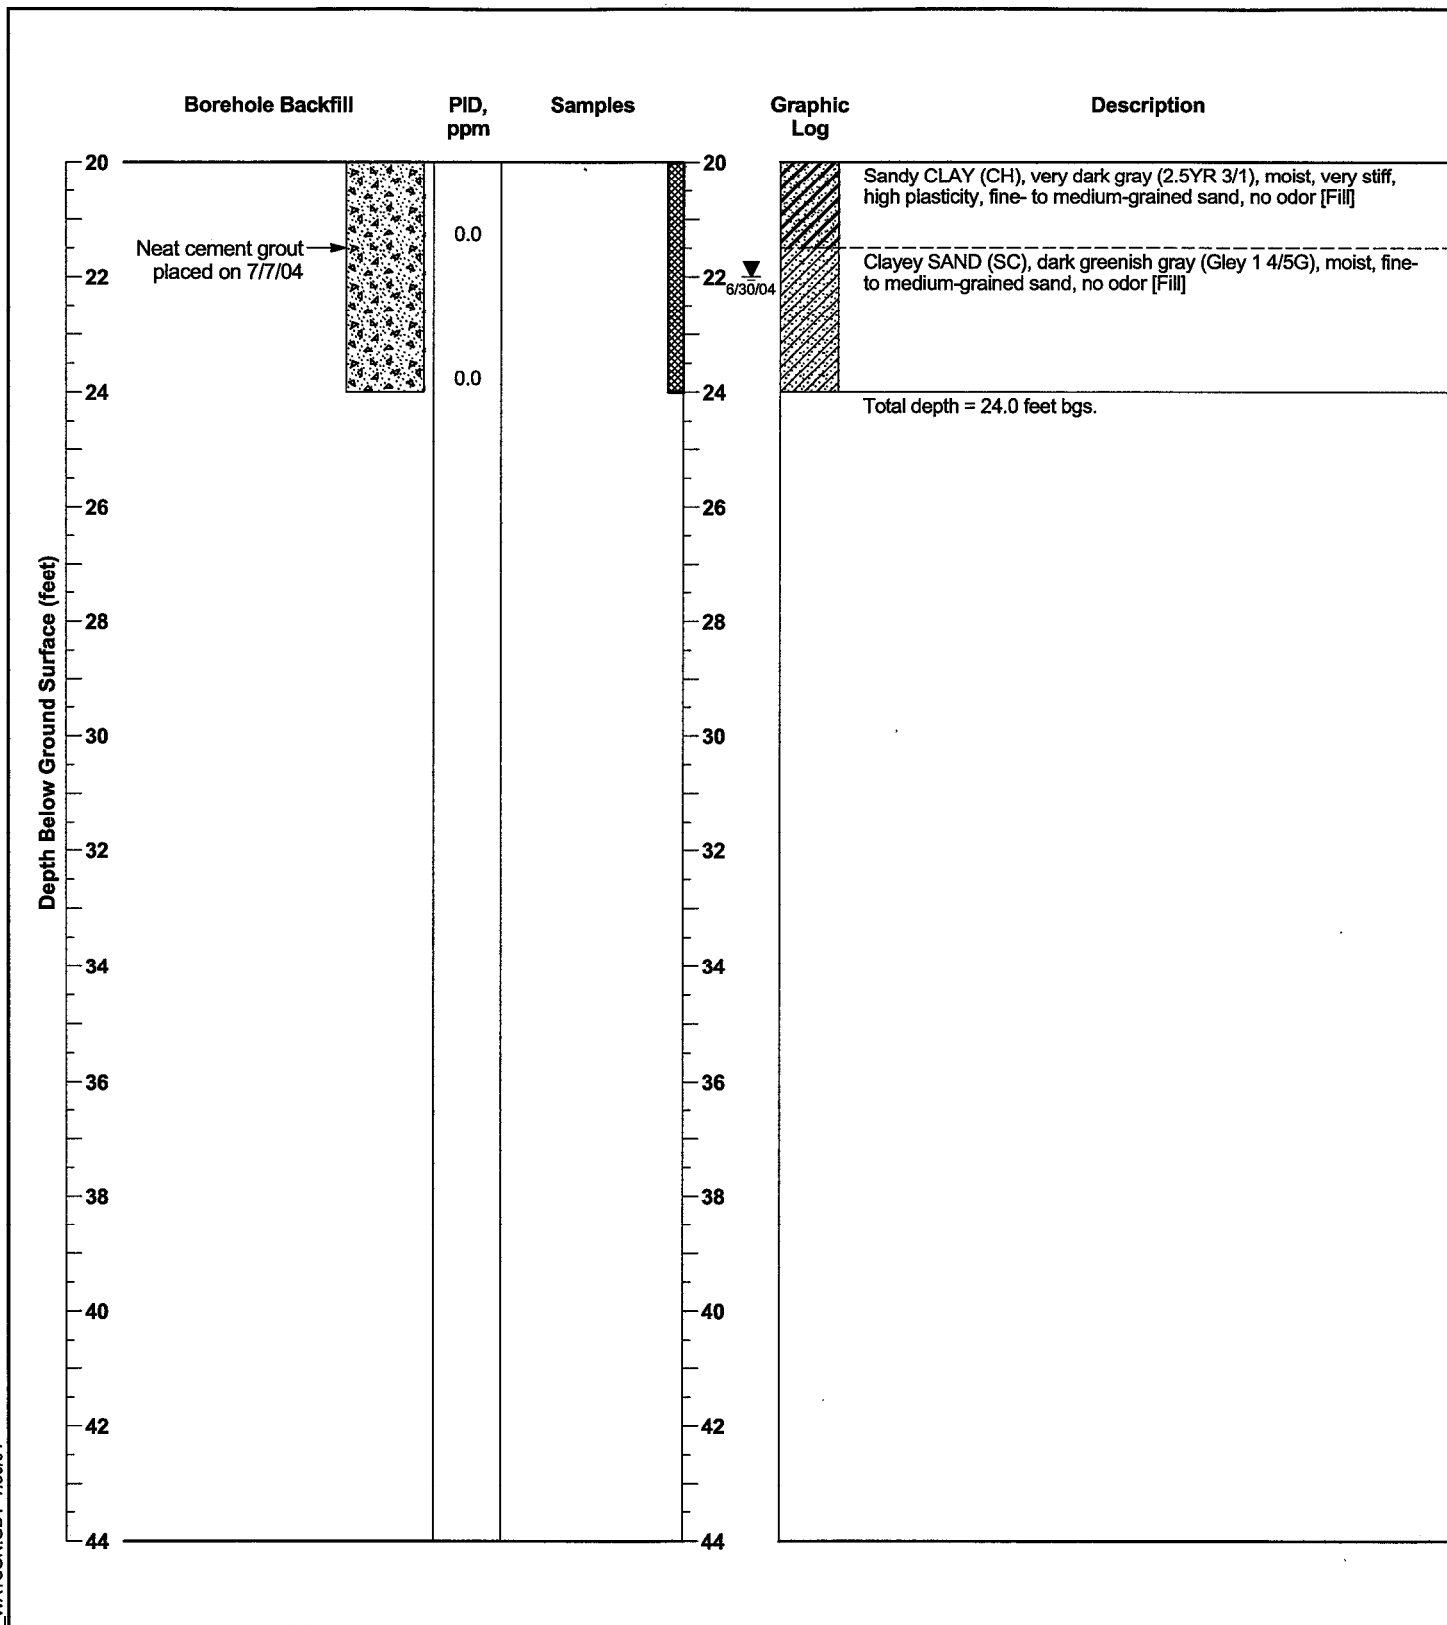 Borehole Backfill
PID,
ppm
Samples
Graphic
Log
Description
20
22
24
26
28
30
32
34
36
38
40
42
44
Depth Below Ground Surface (feet)
Neat cement grout
placed on 7/7/04
0.0
0.0
20
22
24
26
28
30
32
34
36
38
40
42
44
6/30/04
Sandy CLAY (CH), very dark gray (2.5YR 3/1), moist, very stiff,
high plasticity, fine- to medium-grained sand, no odor [Fill]
Clayey SAND (SC), dark greenish gray (Gley 1 4/5G), moist, fine-
to medium-grained sand, no odor [Fill]
Total depth = 24.0 feet bgs.